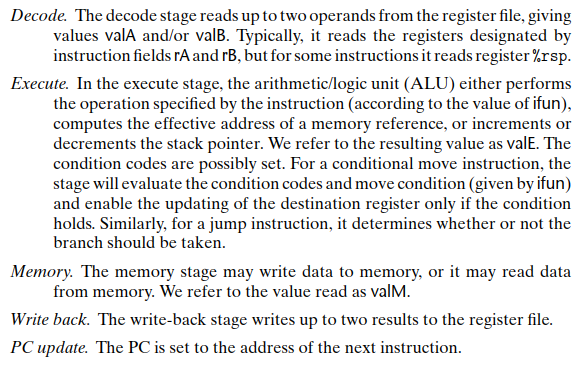 Decode. The decode stage reads up to two operands from the register file, giving
values valA and/or valB. Typically, it reads the registers designated by
instruction fields rA and rB, but for some instructions it reads register %rsp.
Execute. In the execute stage, the arithmetic/logic unit (ALU) either performs
the operation specified by the instruction (according to the value of ifun),
computes the effective address of a memory reference, or increments or
decrements the stack pointer. We refer to the resulting value as valE. The
condition codes are possibly set. For a conditional move instruction, the
stage will evaluate the condition codes and move condition (given by ifun)
and enable the updating of the destination register only if the condition
holds. Similarly, for a jump instruction, it determines whether or not the
branch should be taken.
Memory. The memory stage may write data to memory, or it may read data
from memory. We refer to the value read as valM.
Write back. The write-back stage writes up to two results to the register file.
PC update. The PC is set to the address of the next instruction.